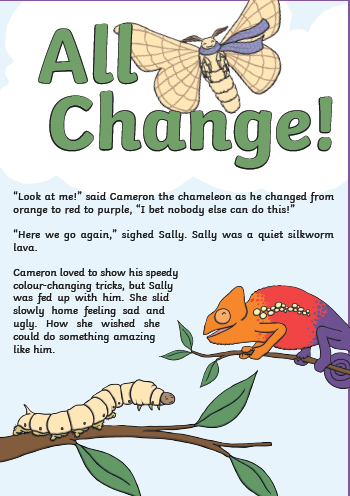 All
Change!
“Look at me!” said Cameron the chameleon as he changed from
orange to red to purple, “I bet nobody else can do this!”
“Here we go again,” sighed Sally. Sally was a quiet silkworm
lava.
Cameron loved to show his speedy
colour-changing tricks, but Sally
was fed up with him. She slid
slowly home feeling sad and
ugly. How she wished she
could do something amazing
like him.